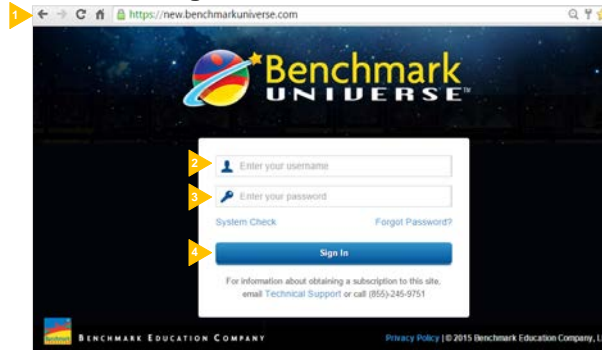 1
https://new.benchmarkuniverse.com
Benchmark
UNIVERSE™
2 Enter your username
3 Enter your password
System Check Forgot Password?
4 Sign In
For information about obtaining a subscription to this site,
email Technical Support or call (855)-245-9751
BENCHMARK EDUCATION COMPANY Privacy Policy | © 2015 Benchmark Education Company, L